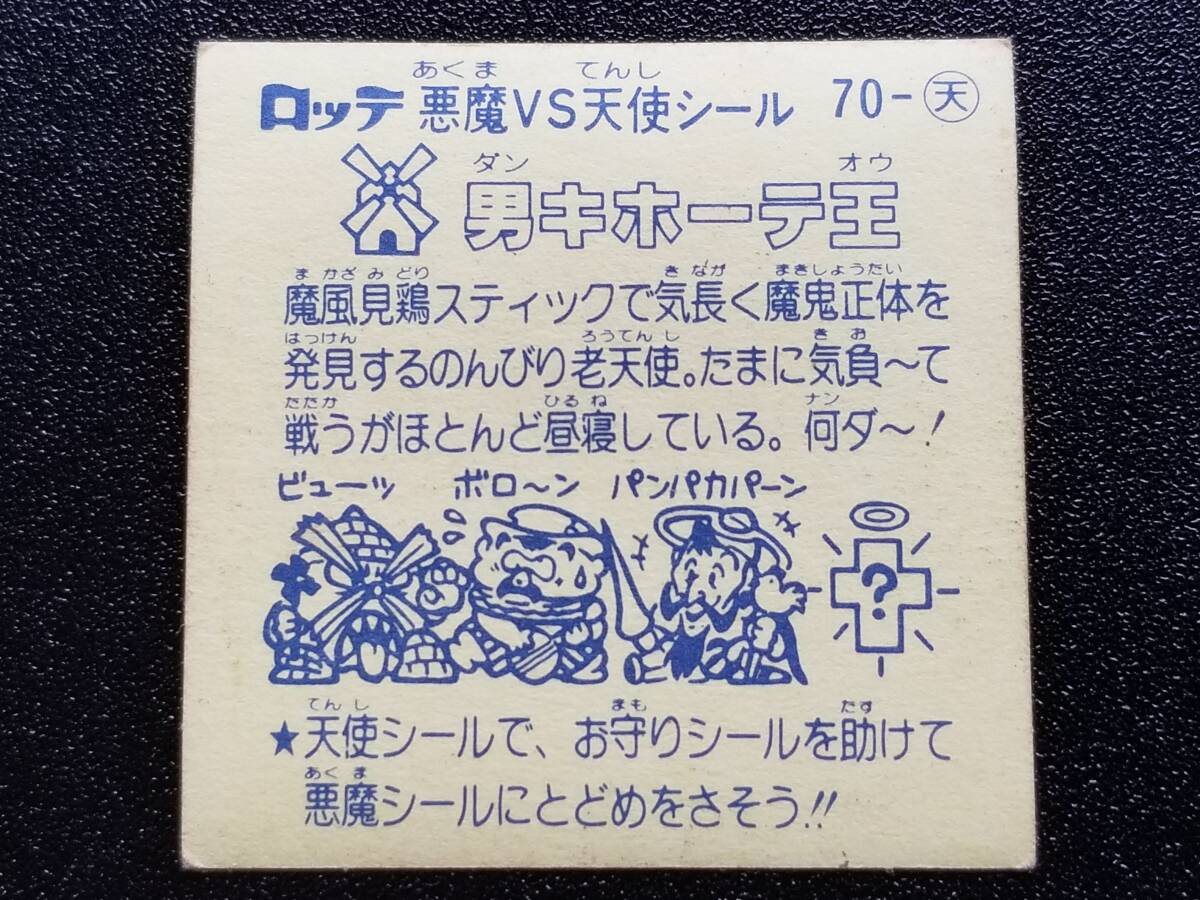 あくま てんし
ロッテ 悪魔VS天使シール 70-天
ダン オウ
男キホーテ王
まかざみどり きなが まきしょうたい
魔風見鶏スティックで気長く魔鬼正体を
はっけん ろうてんし きお
発見するのんびり老天使。たまに気負〜て
たたか ひるね ナン
戦うがほとんど昼寝している。何ダ〜!
ビューッ ボロ〜ン パンパカパーン
?
てんし まも たす
★天使シールで、お守りシールを助けて
あくま
悪魔シールにとどめをさそう!!